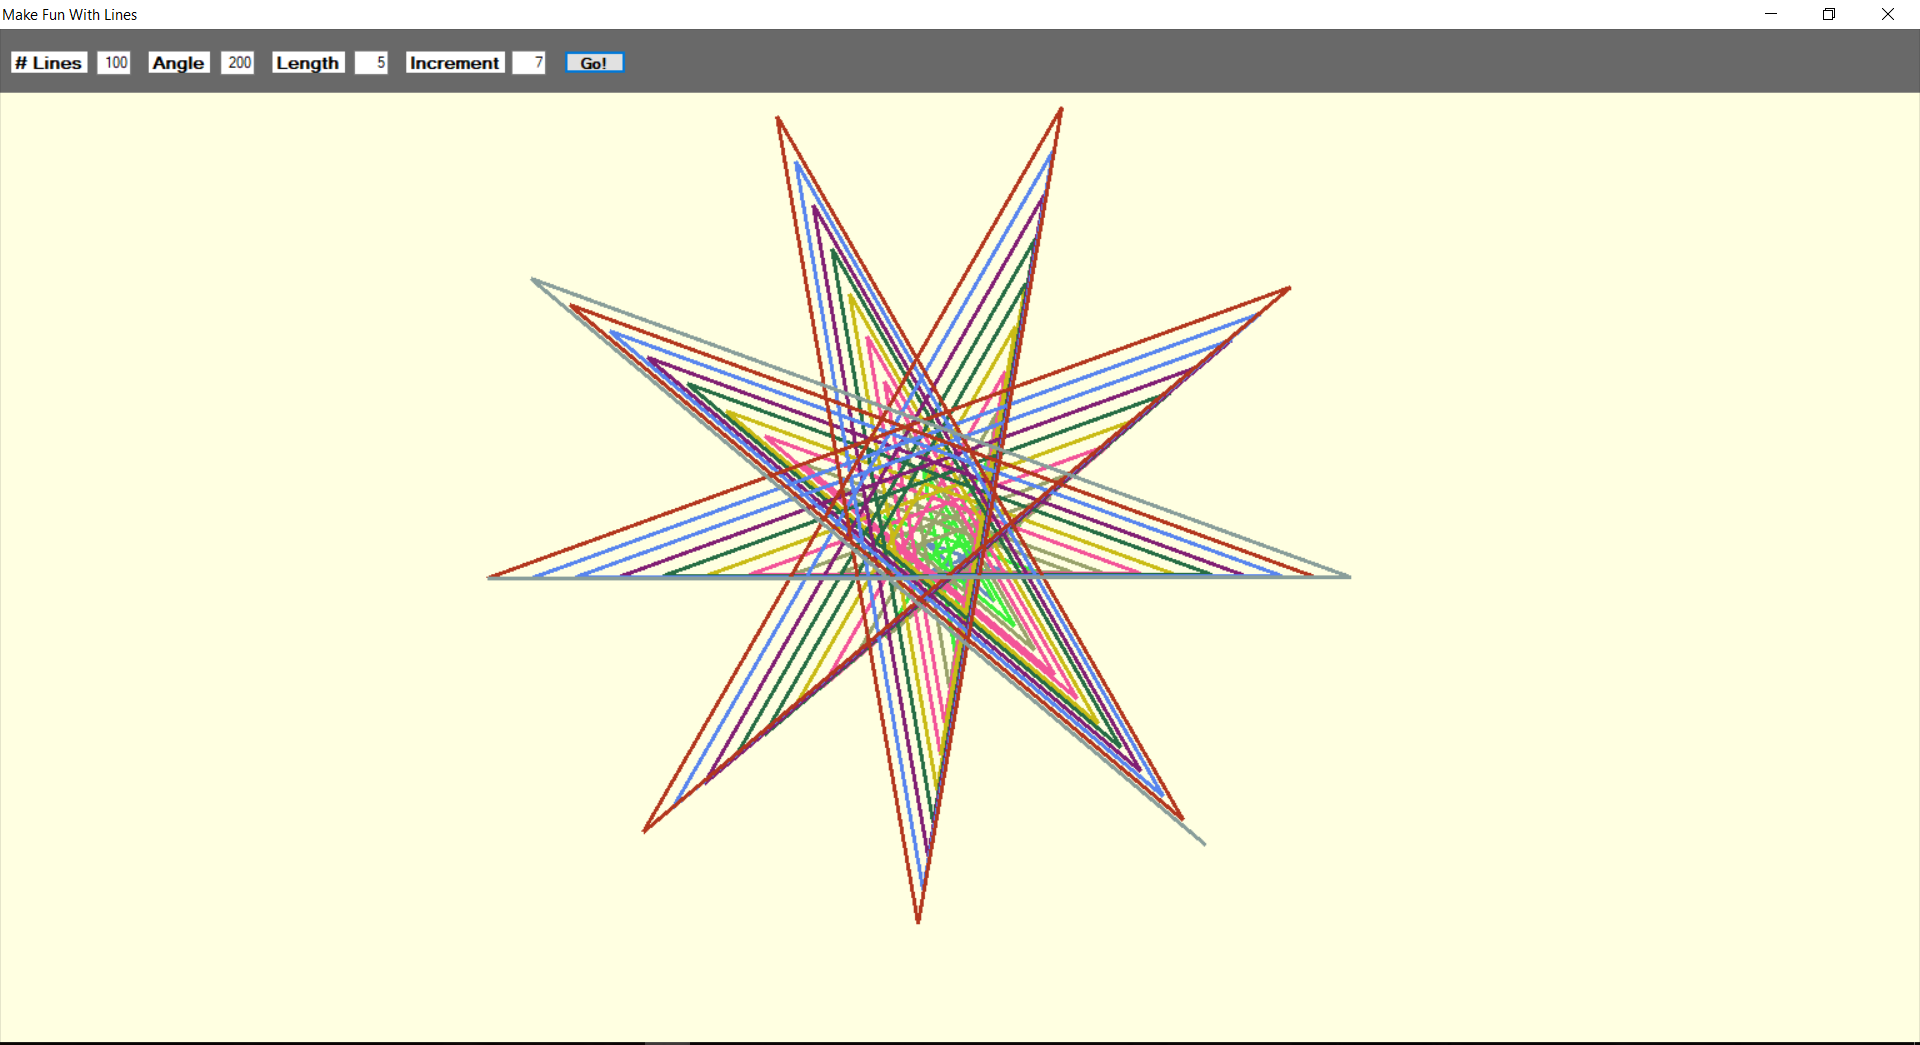 Make Fun With Lines
# Lines 100 Angle 200 Length 5 Increment 7 Go!